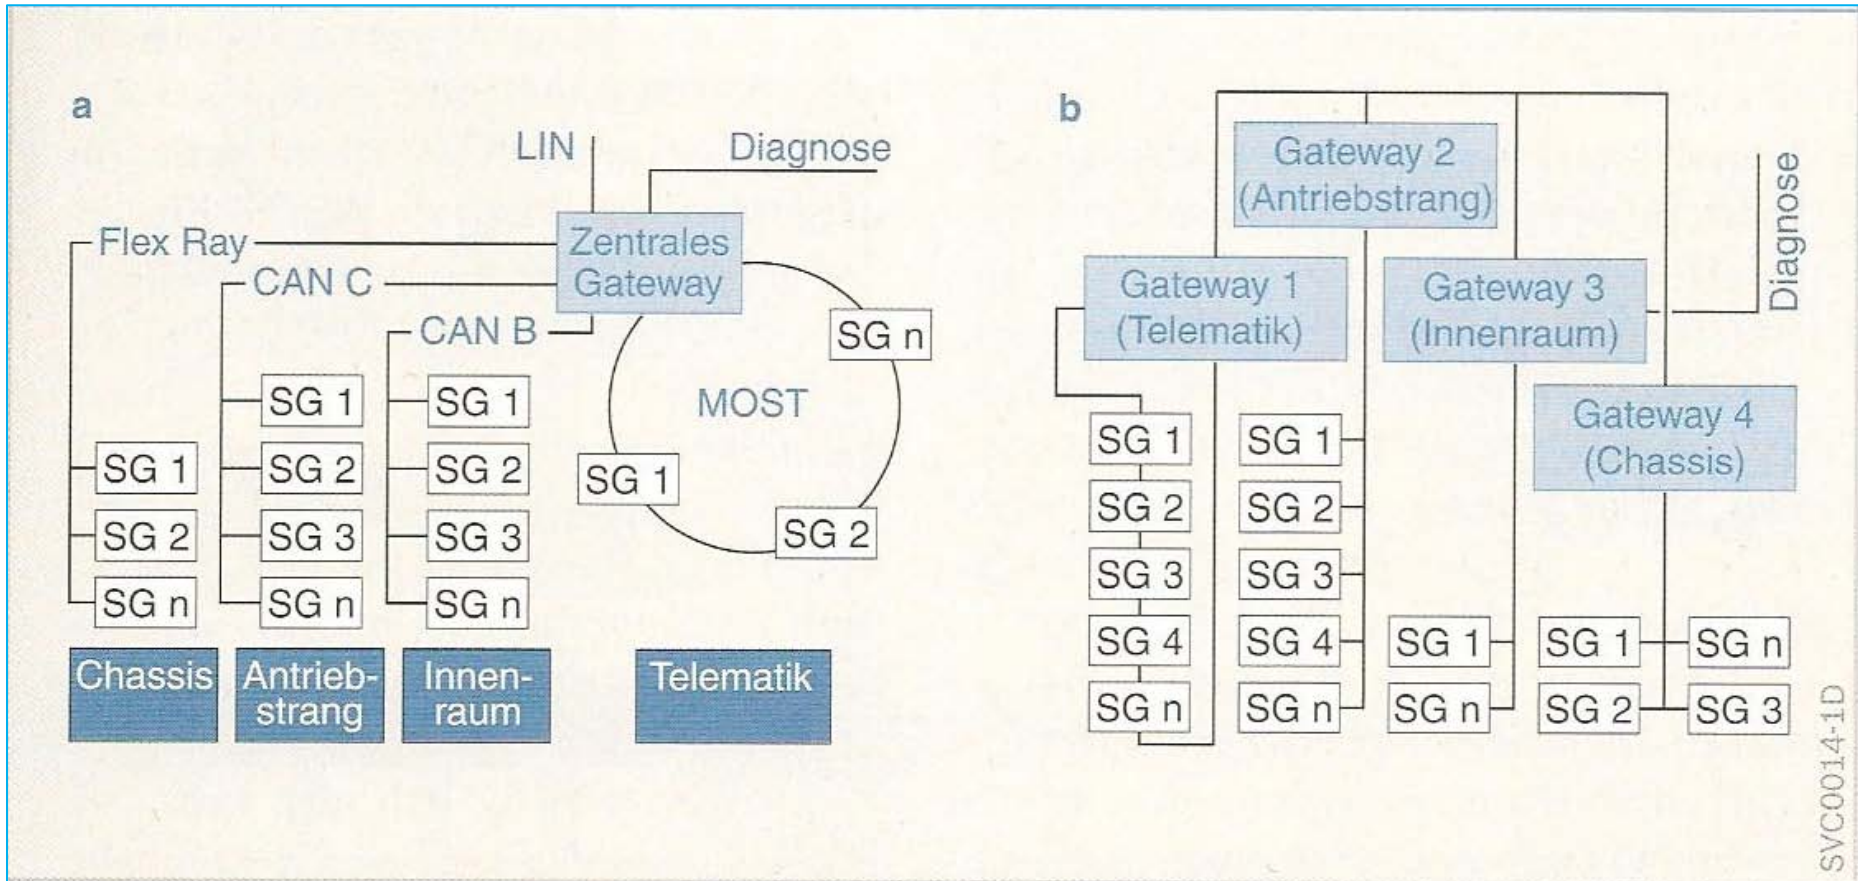 a
LIN
Diagnose
Flex Ray
Zentrales
Gateway
CAN C
CAN B
SG 1
SG 2
SG n
SG 1
SG 2
SG 3
SG n
SG 1
SG 2
SG 3
SG n
MOST
SG n
SG 1
SG 2
Chassis
Antrieb-
strang
Innen-
raum
Telematik
b
Gateway 2
(Antriebstrang)
Gateway 1
(Telematik)
Gateway 3
(Innenraum)
Diagnose
Gateway 4
(Chassis)
SG 1
SG 2
SG 3
SG 4
SG n
SG 1
SG 2
SG 3
SG 4
SG n
SG 1
SG n
SG 1
SG n
SG 2
SG 3
SVC0014-1D